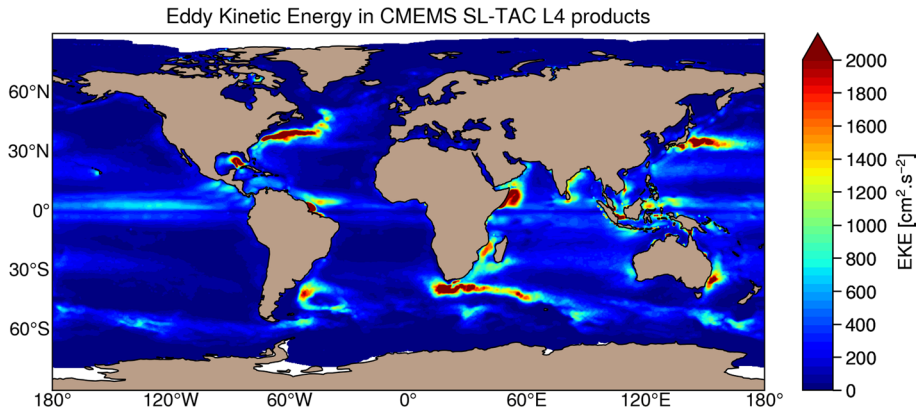 Eddy Kinetic Energy in CMEMS SL-TAC L4 products
60°N
30°N
0°
30°S
60°S
180° 120°W 60°W 0° 60°E 120°E 180°
2000
1800
1600
1400
1200
1000
800
600
400
200
0
EKE [cm².s⁻²]